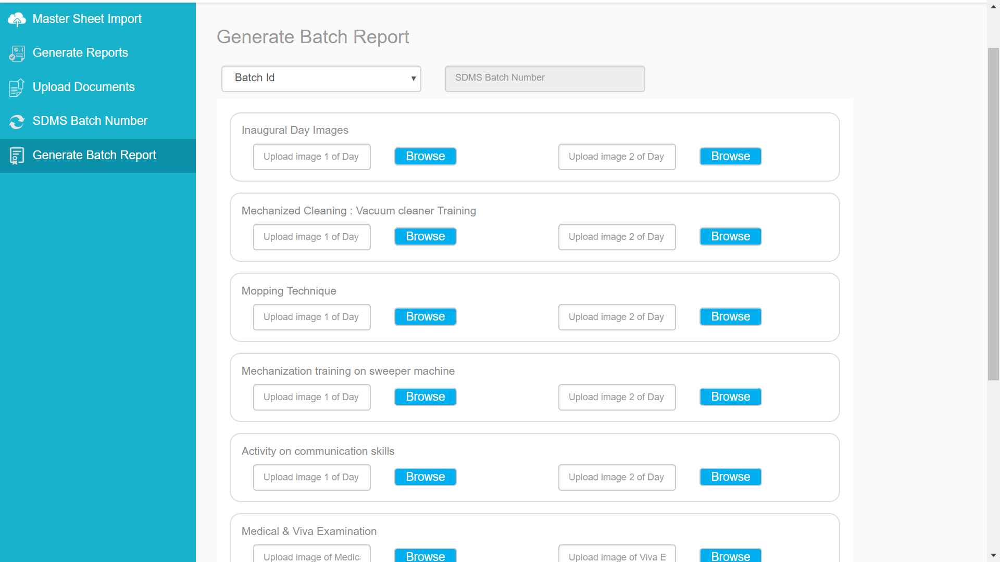 Master Sheet Import
Generate Reports
Upload Documents
SDMS Batch Number
Generate Batch Report
Generate Batch Report
Batch Id
SDMS Batch Number
Inaugural Day Images
Upload image 1 of Day Browse Upload image 2 of Day Browse
Mechanized Cleaning : Vacuum cleaner Training
Upload image 1 of Day Browse Upload image 2 of Day Browse
Mopping Technique
Upload image 1 of Day Browse Upload image 2 of Day Browse
Mechanization training on sweeper machine
Upload image 1 of Day Browse Upload image 2 of Day Browse
Activity on communication skills
Upload image 1 of Day Browse Upload image 2 of Day Browse
Medical & Viva Examination
Upload image of Medic Browse Upload image of Viva E Browse